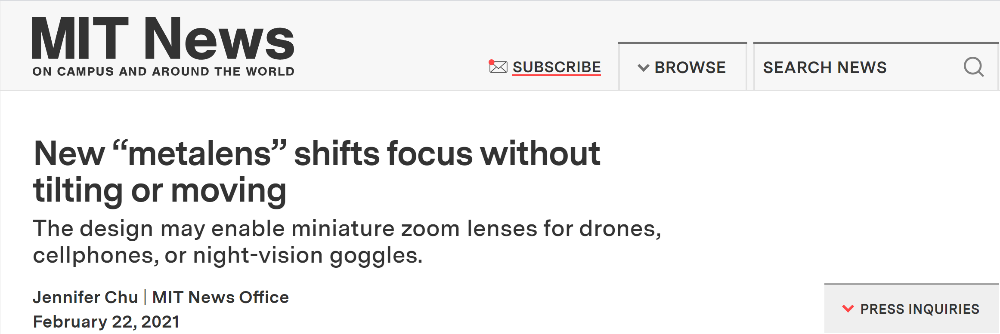 MIT News
ON CAMPUS AND AROUND THE WORLD
SUBSCRIBE
BROWSE
SEARCH NEWS
New “metalens” shifts focus without
tilting or moving
The design may enable miniature zoom lenses for drones,
cellphones, or night-vision goggles.
Jennifer Chu | MIT News Office
February 22, 2021
PRESS INQUIRIES